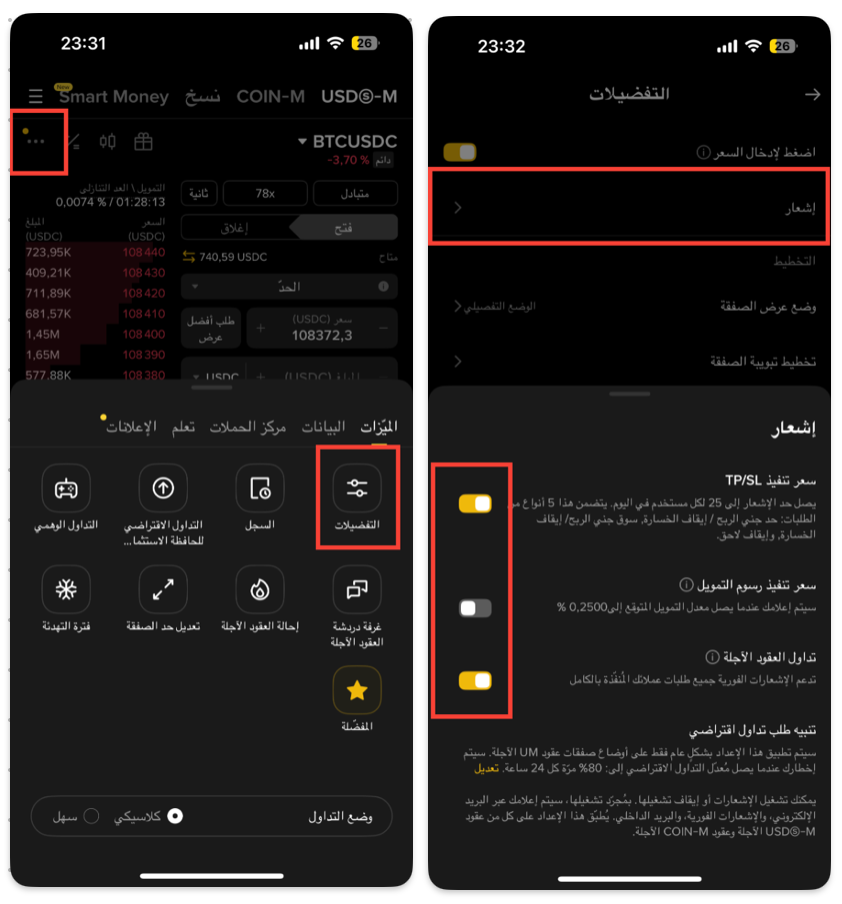 23:31
26
USDⓈ-M
COIN-M
نسخ
Smart Money
New
BTCUSDC
دائم
-3,70 %
متبادل
78x
ثانية
التمويل \ العد التنازلي
0,0074 % / 01:28:13
فتح
إغلاق
السعر
(USDC)
المبلغ
(USDC)
متاح
740,59 USDC
108440
723,95K
108430
409,21K
108420
711,89K
108410
681,57K
108400
1,45M
108390
1,65M
108380
577,88K
الحدّ
سعر (USDC)
108372,3
طلب أفضل
عرض
المبلغ (USDC)
USDC
الميّزات
البيانات
مركز الحملات
تعلم
الإعلانات
التفضيلات
السجل
التداول الافتراضي
للحافظة الاستثما...
التداول الوهمي
غرفة دردشة
العقود الآجلة
إحالة العقود الآجلة
تعديل حد الصفقة
فترة التهدئة
المفضّلة
وضع التداول
كلاسيكي
سهل
23:32
26
التفضيلات
اضغط لإدخال السعر
إشعار
التخطيط
وضع عرض الصفقة
الوضع التفصيلي
تخطيط تبويبة الصفقة
إشعار
سعر تنفيذ TP/SL
يصل حد الإشعار إلى 25 لكل مستخدم في اليوم. يتضمن هذا 5 أنواع من
الطلبات: حد جني الربح / إيقاف الخسارة, سوق جني الربح/ إيقاف
الخسارة, وإيقاف لاحق.
سعر تنفيذ رسوم التمويل
سيتم إعلامك عندما يصل معدل التمويل المتوقع إلى0,2500 %
تداول العقود الآجلة
تدعم الإشعارات الفورية جميع طلبات عملائك المُنفَّذة بالكامل
تنبيه طلب تداول افتراضي
سيتم تطبيق هذا الإعداد بشكلٍ عام فقط على أوضاع صفقات عقود UM الآجلة. سيتم
إخطارك عندما يصل مُعدّل التداول الافتراضي إلى: 80% مرّة كل 24 ساعة. تعديل
يمكنك تشغيل الإشعارات أو إيقاف تشغيلها. بمُجرّد تشغيلها، سيتم إعلامك عبر البريد
الإلكتروني، والإشعارات الفورية، والبريد الداخلي. يُطبّق هذا الإعداد على كل من عقود
USDⓈ-M الآجلة وعقود COIN-M الآجلة.